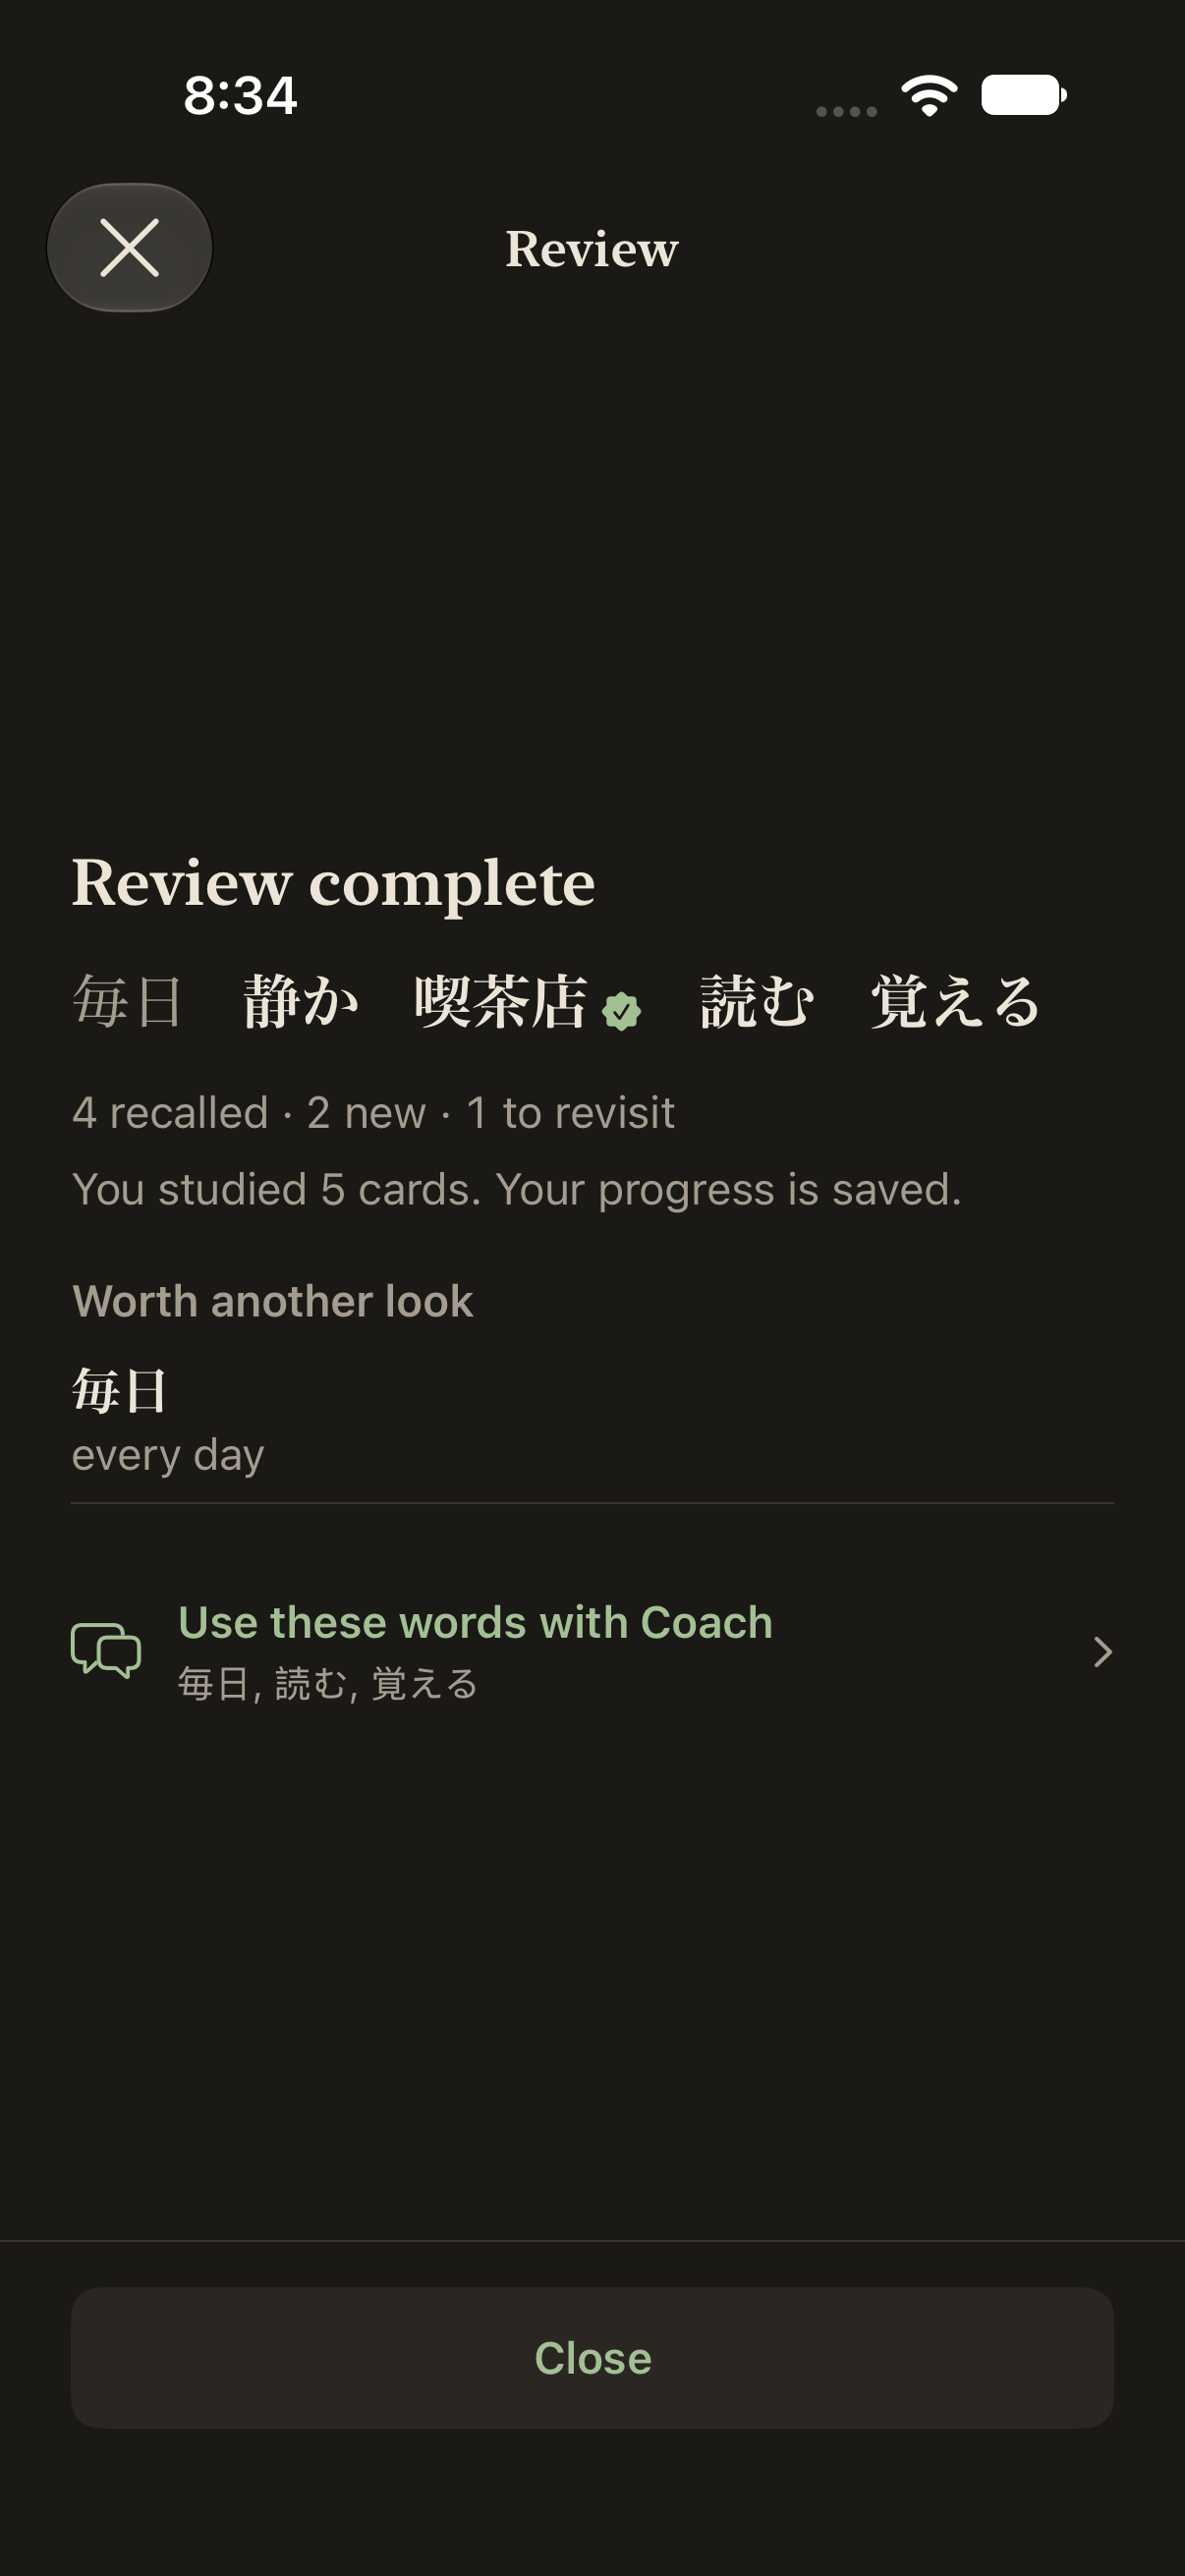 8:34
Review
Review complete
毎日 静か 喫茶店 読む 覚える
4 recalled · 2 new · 1 to revisit
You studied 5 cards. Your progress is saved.
Worth another look
毎日
every day
Use these words with Coach
毎日, 読む, 覚える
Close